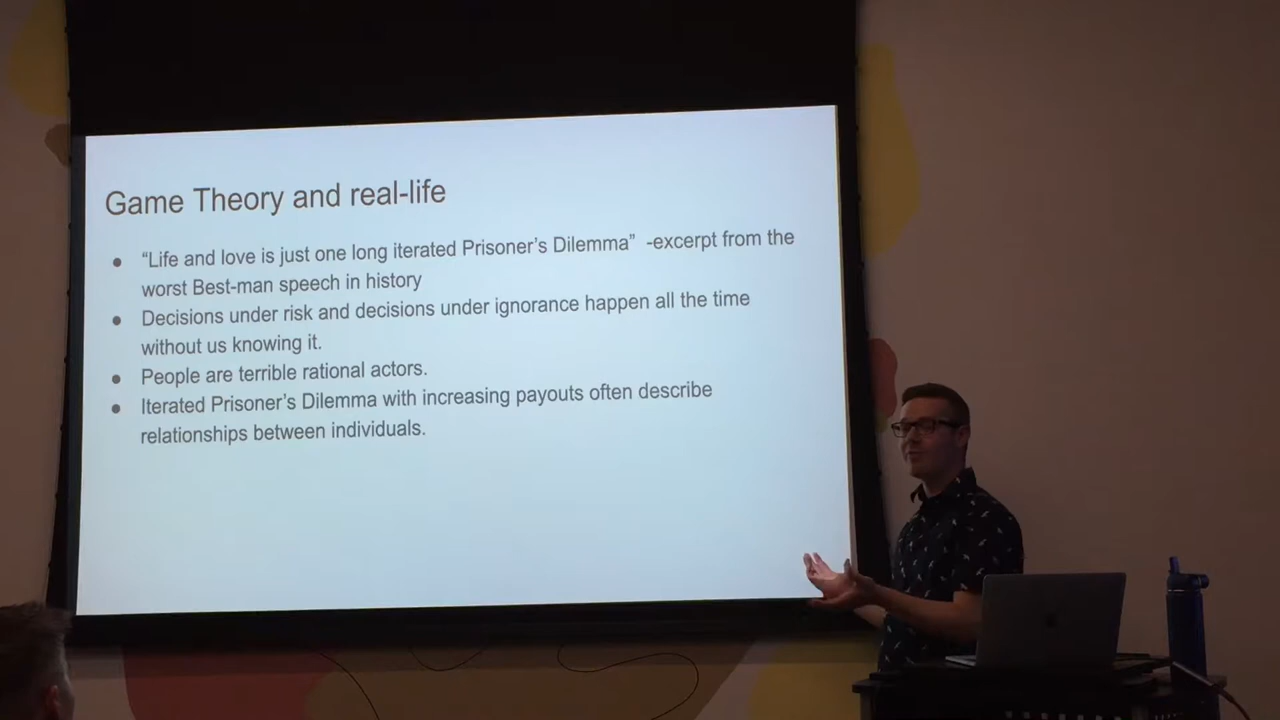 Game Theory and real-life
● “Life and love is just one long iterated Prisoner’s Dilemma” -excerpt from the
worst Best-man speech in history
● Decisions under risk and decisions under ignorance happen all the time
without us knowing it.
● People are terrible rational actors.
● Iterated Prisoner’s Dilemma with increasing payouts often describe
relationships between individuals.